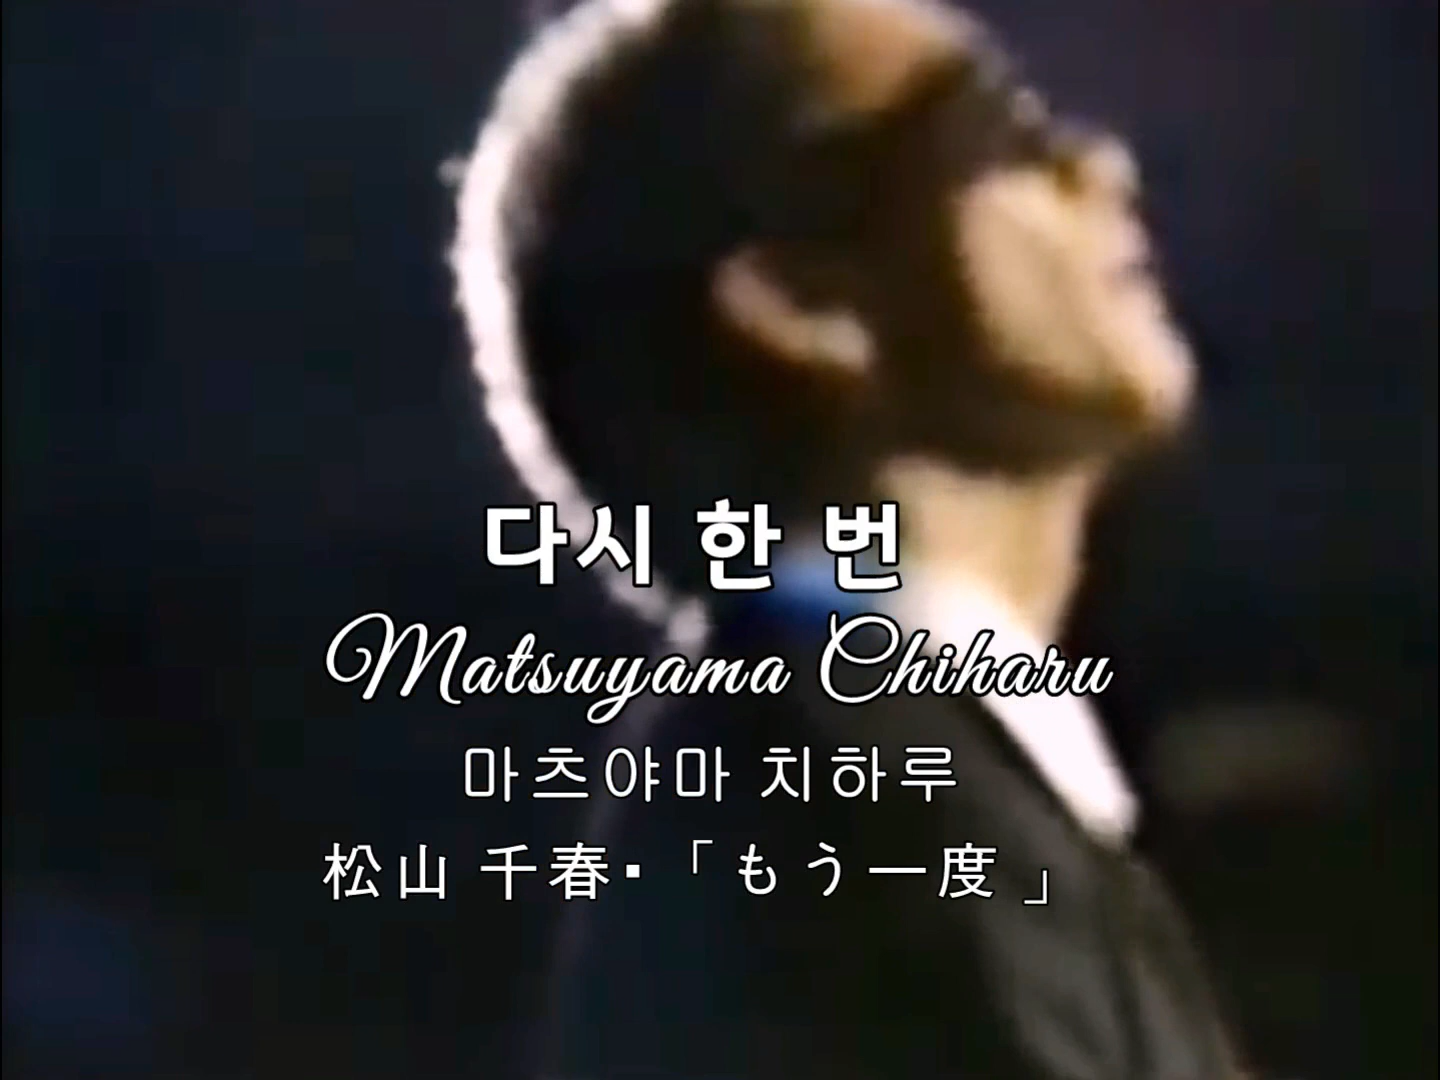 다시 한 번
Matsuyama Chiharu
마츠야마 치하루
松山 千春·「もう一度 」